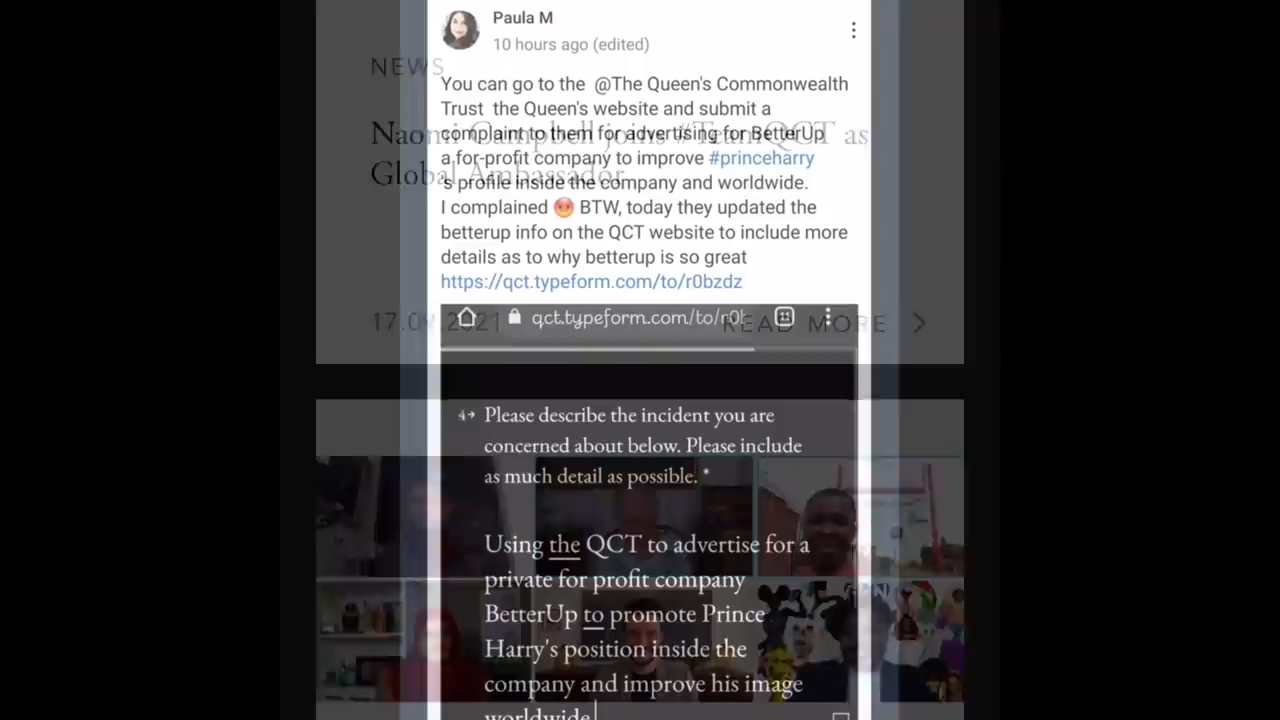 Paula M
10 hours ago (edited)
You can go to the @The Queen's Commonwealth
Trust the Queen's website and submit a
complaint to them for advertising for BetterUp
a for-profit company to improve #princeharry
's profile inside the company and worldwide.
I complained 😡 BTW, today they updated the
betterup info on the QCT website to include more
details as to why betterup is so great
https://qct.typeform.com/to/r0bzdz
NEWS
Naomi Campbell joins #TeamQCT as
Global Ambassador
READ MORE
qct.typeform.com/to/r0
4→ Please describe the incident you are
concerned about below. Please include
as much detail as possible. *
Using the QCT to advertise for a
private for profit company
BetterUp to promote Prince
Harry's position inside the
company and improve his image
worldwide